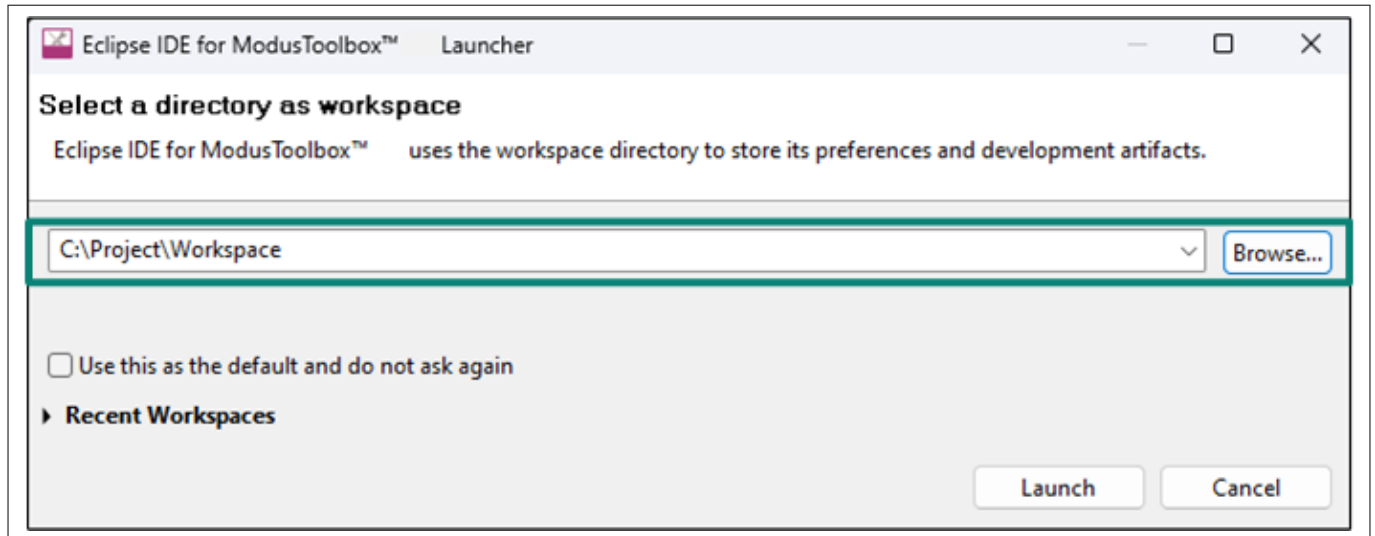 Eclipse IDE for ModusToolbox™ Launcher
Select a directory as workspace
Eclipse IDE for ModusToolbox™ uses the workspace directory to store its preferences and development artifacts.
C:\Project\Workspace
Browse...
Use this as the default and do not ask again
Recent Workspaces
Launch Cancel